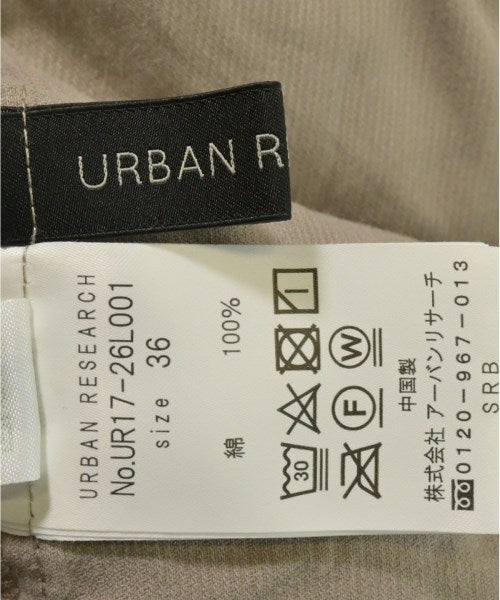 URBAN R
URBAN RESEARCH
No.UR17-26L001
size 36
綿 100%
30
F
W
中国製
株式会社 アーバンリサーチ
0120-967-013
SRB